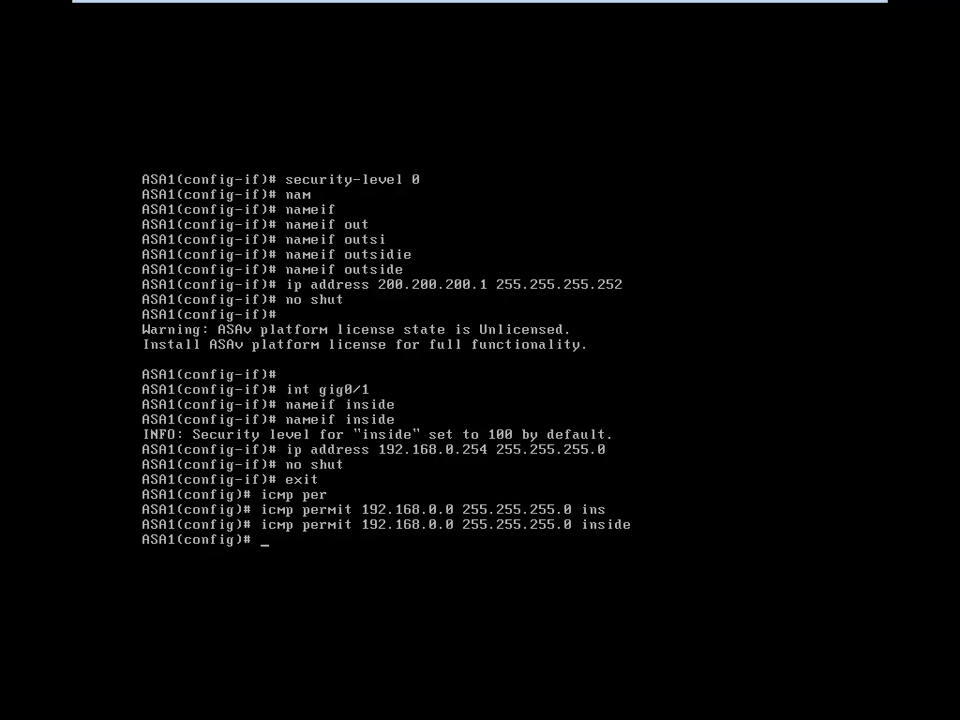 ASA1(config-if)# security-level 0
ASA1(config-if)# nam
ASA1(config-if)# nameif
ASA1(config-if)# nameif out
ASA1(config-if)# nameif outsi
ASA1(config-if)# nameif outsidie
ASA1(config-if)# nameif outside
ASA1(config-if)# ip address 200.200.200.1 255.255.255.252
ASA1(config-if)# no shut
ASA1(config-if)#
Warning: ASAv platform license state is Unlicensed.
Install ASAv platform license for full functionality.
ASA1(config-if)#
ASA1(config-if)# int gig0/1
ASA1(config-if)# nameif inside
ASA1(config-if)# nameif inside
INFO: Security level for "inside" set to 100 by default.
ASA1(config-if)# ip address 192.168.0.254 255.255.255.0
ASA1(config-if)# no shut
ASA1(config-if)# exit
ASA1(config)# icmp per
ASA1(config)# icmp permit 192.168.0.0 255.255.255.0 ins
ASA1(config)# icmp permit 192.168.0.0 255.255.255.0 inside
ASA1(config)# _